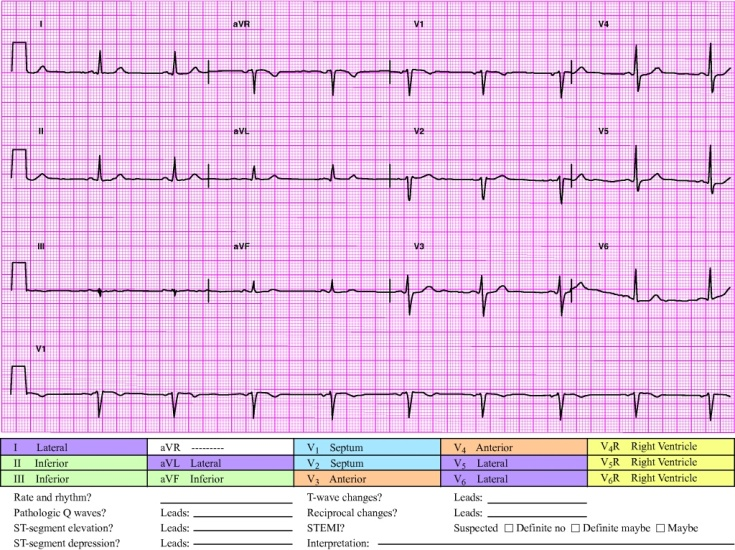 I aVR V1 V4
II aVL V2 V5
III aVF V3 V6
V1
I Lateral aVR --------- V1 Septum V4 Anterior V4R Right Ventricle
II Inferior aVL Lateral V2 Septum V5 Lateral V5R Right Ventricle
III Inferior aVF Inferior V3 Anterior V6 Lateral V6R Right Ventricle
Rate and rhythm? T-wave changes? Leads:
Pathologic Q waves? Leads: Reciprocal changes? Leads:
ST-segment elevation? Leads: STEMI? Suspected □ Definite no □ Definite maybe □ Maybe
ST-segment depression? Leads: Interpretation: